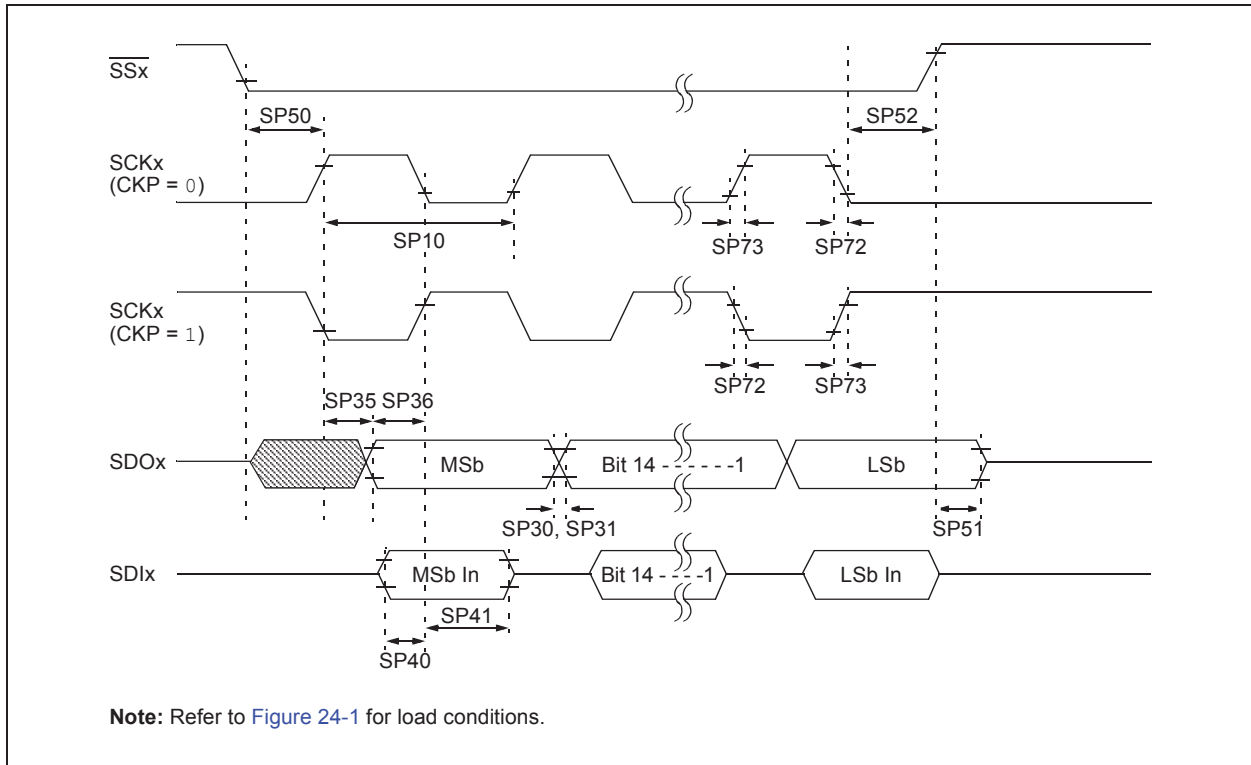 SSx
SP50
SP52
SCKx
(CKP = 0)
SP10
SP73
SP72
SCKx
(CKP = 1)
SP72
SP73
SP35 SP36
SDOx
MSb
Bit 14 - - - - - -1
LSb
SP30, SP31
SP51
SDIx
MSb In
Bit 14 - - - - -1
LSb In
SP41
SP40
Note: Refer to Figure 24-1 for load conditions.